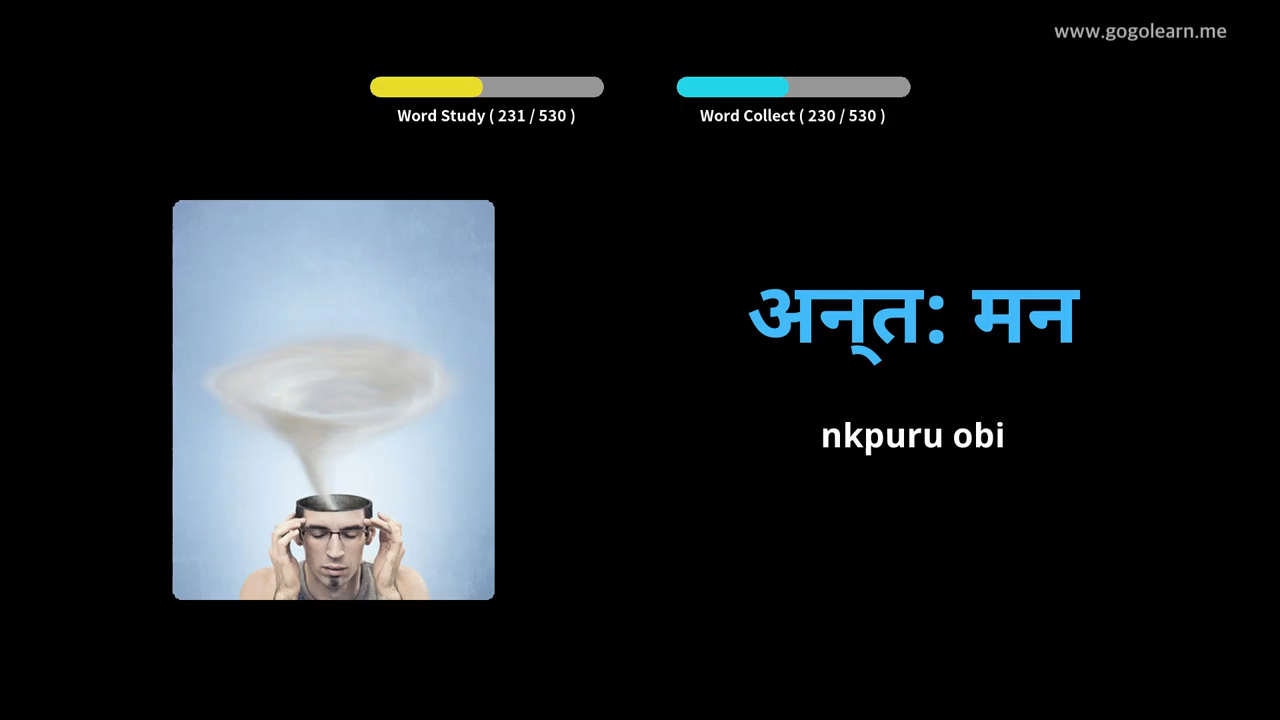 www.gogolearn.me
Word Study ( 231 / 530 )
Word Collect ( 230 / 530 )
अन्‌त: मन
nkpuru obi